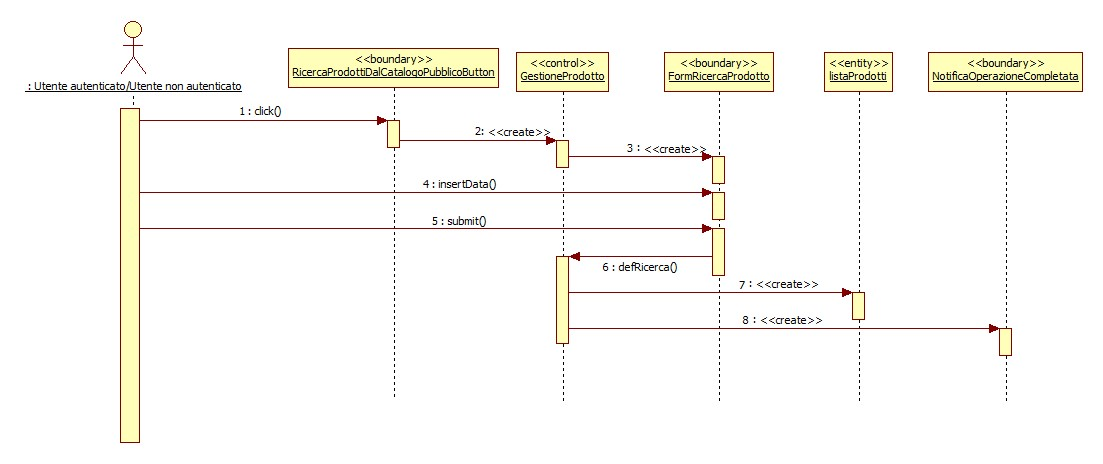 <<boundary>>
RicercaProdottiDalCatalogoPubblicoButton
<<control>>
GestioneProdotto
<<boundary>>
FormRicercaProdotto
<<entity>>
listaProdotti
<<boundary>>
NotificaOperazioneCompletata
: Utente autenticato/Utente non autenticato
1 : click()
2: <<create>>
3 : <<create>>
4 : insertData()
5 : submit()
6 : defRicerca()
7 : <<create>>
8 : <<create>>